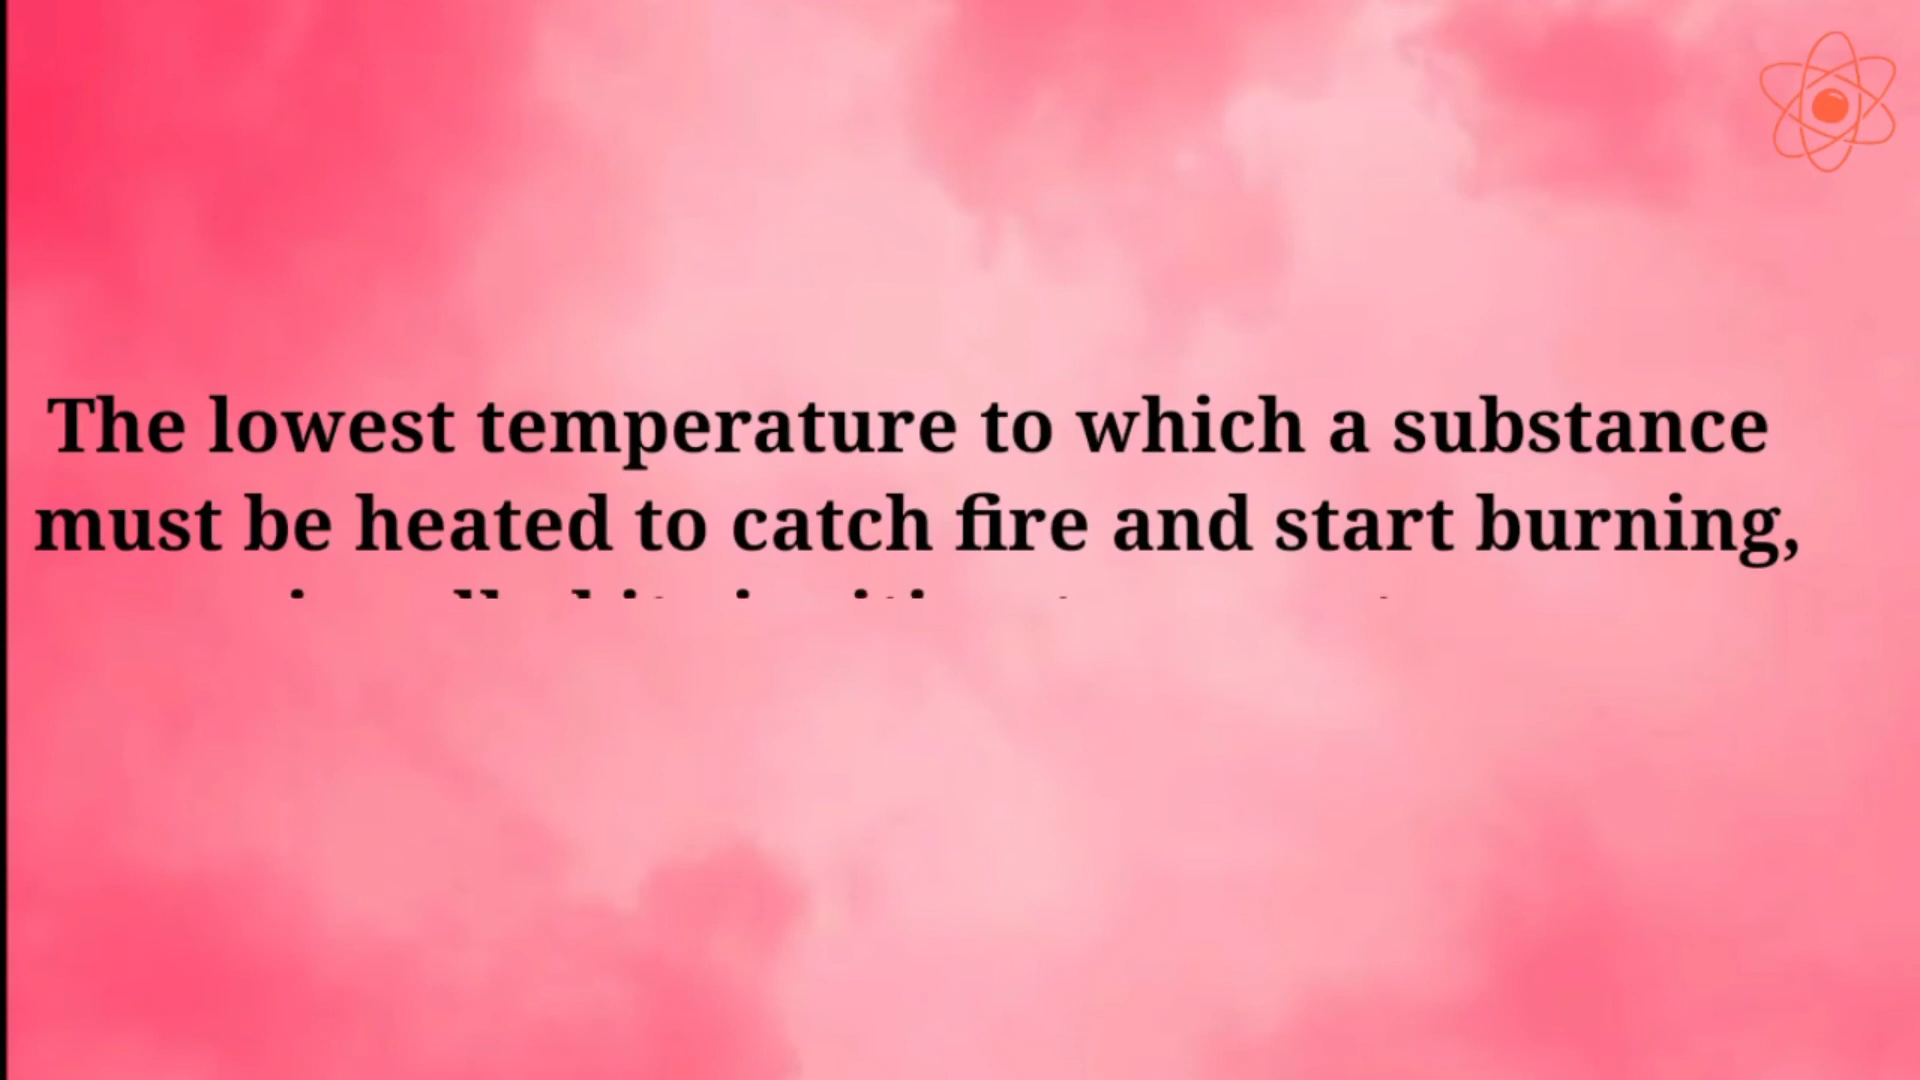 The lowest temperature to which a substance
must be heated to catch fire and start burning,